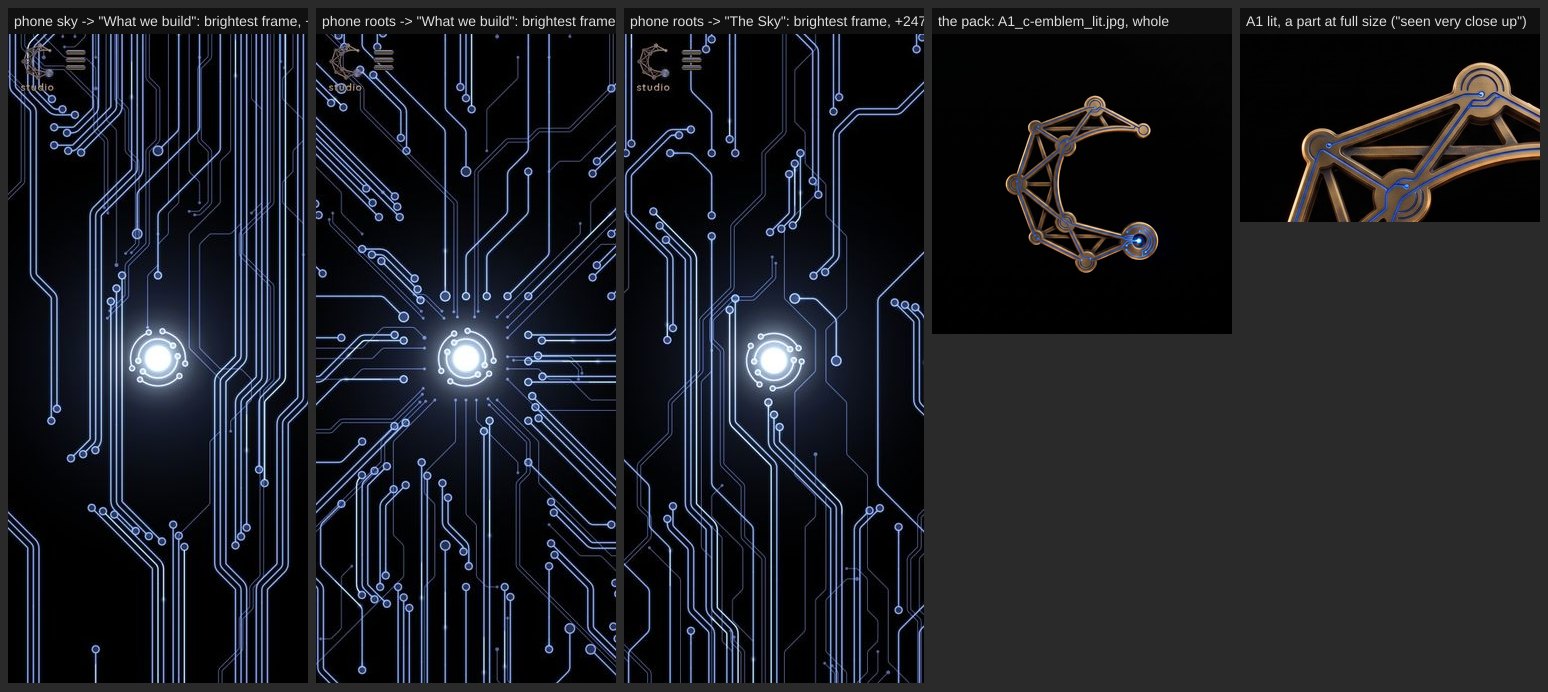 phone sky -> "What we build": brightest frame,
phone roots -> "What we build": brightest frame
phone roots -> "The Sky": brightest frame, +247
the pack: A1_c-emblem_lit.jpg, whole
A1 lit, a part at full size ("seen very close up")
studio
studio
studio